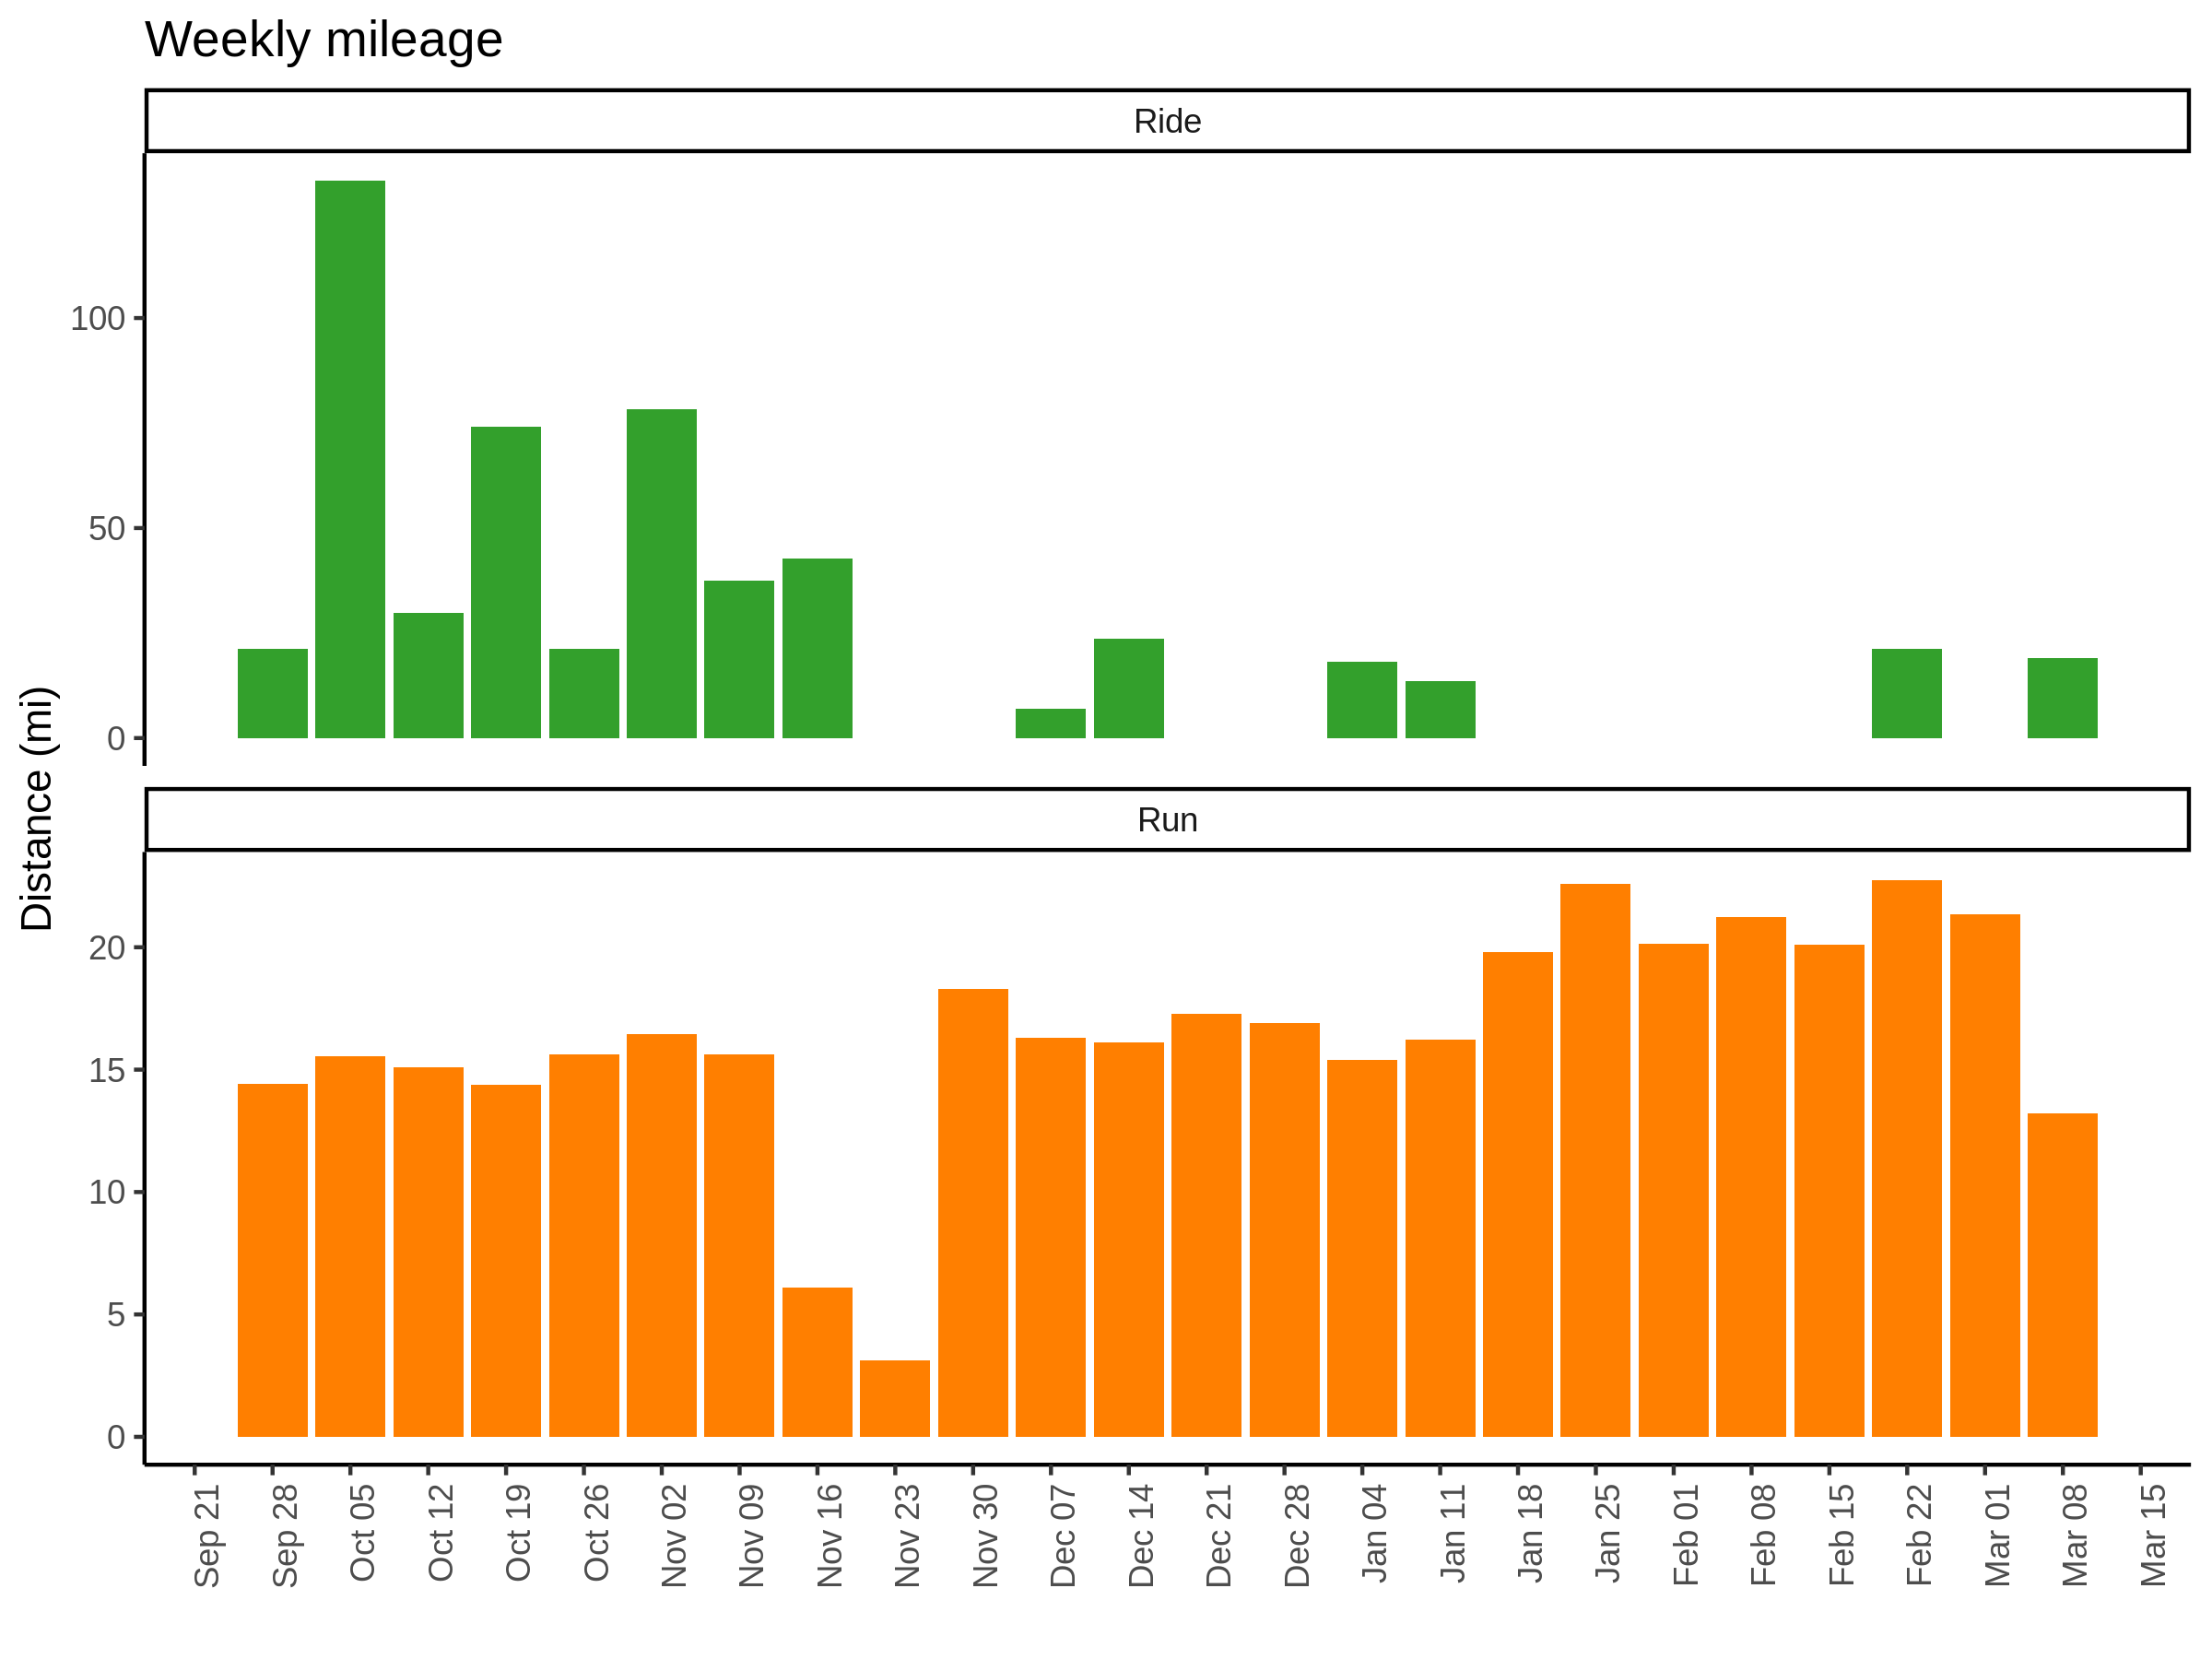 Weekly mileage
Ride
100
50
0
Distance (mi)
Run
20
15
10
5
0
Sep 21
Sep 28
Oct 05
Oct 12
Oct 19
Oct 26
Nov 02
Nov 09
Nov 16
Nov 23
Nov 30
Dec 07
Dec 14
Dec 21
Dec 28
Jan 04
Jan 11
Jan 18
Jan 25
Feb 01
Feb 08
Feb 15
Feb 22
Mar 01
Mar 08
Mar 15